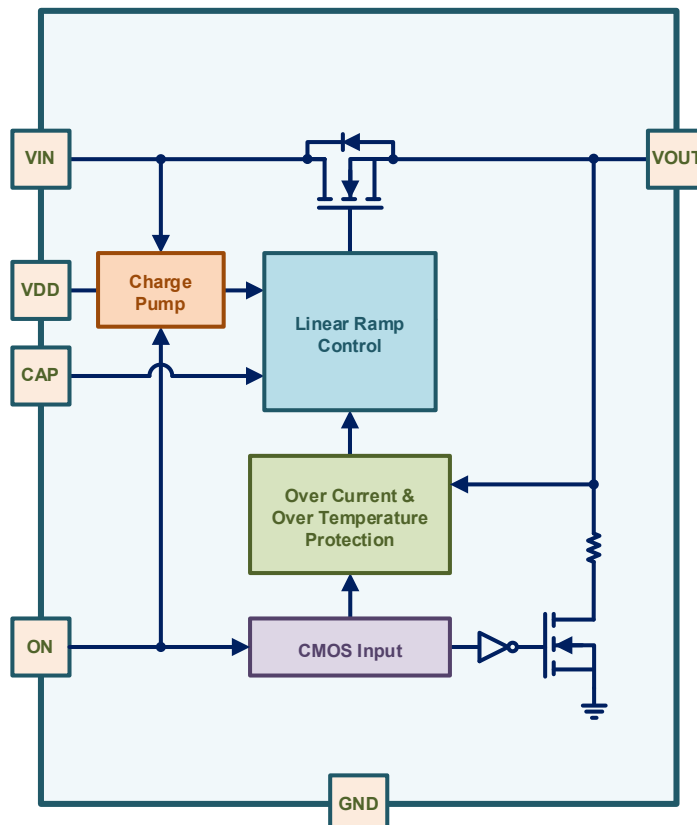 VIN
VOUT
VDD
Charge
Pump
Linear Ramp
Control
CAP
Over Current &
Over Temperature
Protection
ON
CMOS Input
GND